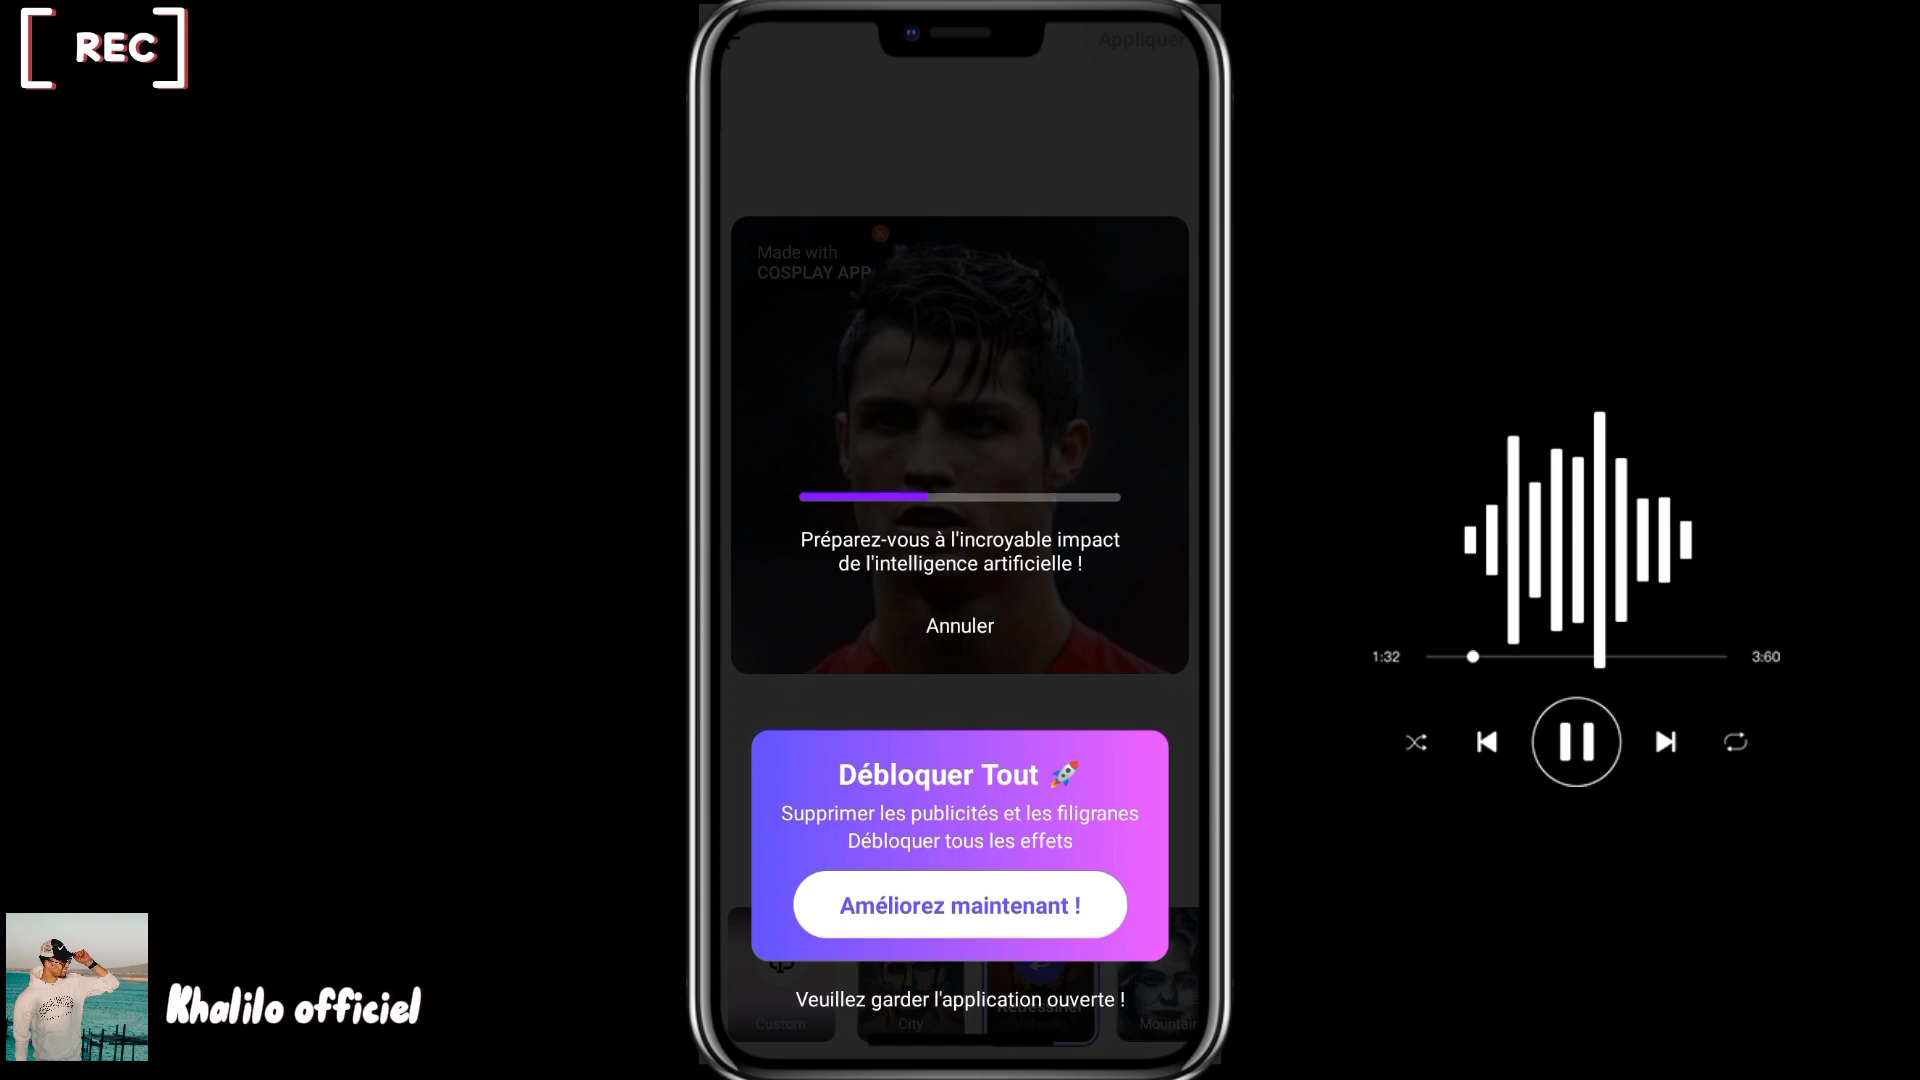 REC
Appliquer
Made with
COSPLAY APP
Préparez-vous à l'incroyable impact
de l'intelligence artificielle !
Annuler
1:32
3:60
Débloquer Tout 🚀
Supprimer les publicités et les filigranes
Débloquer tous les effets
Améliorez maintenant !
Veuillez garder l'application ouverte !
Redessiner
Custom
City
Mountain
Khalilo officiel